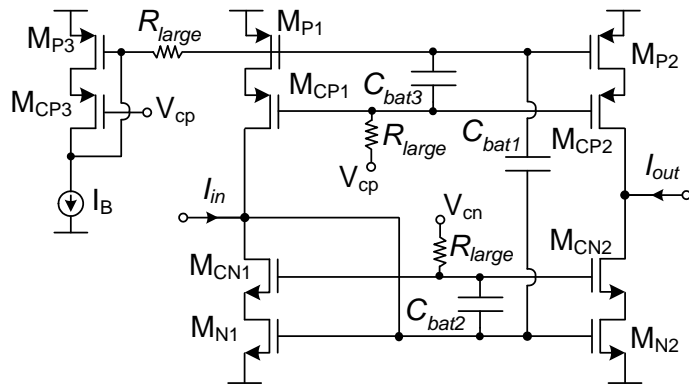 R_large
M_P1
M_P3
M_P2
M_CP3
M_CP1
C_bat3
V_cp
R_large
C_bat1
M_CP2
V_cp
I_B
I_in
V_cn
I_out
R_large
M_CN1
M_CN2
C_bat2
M_N1
M_N2